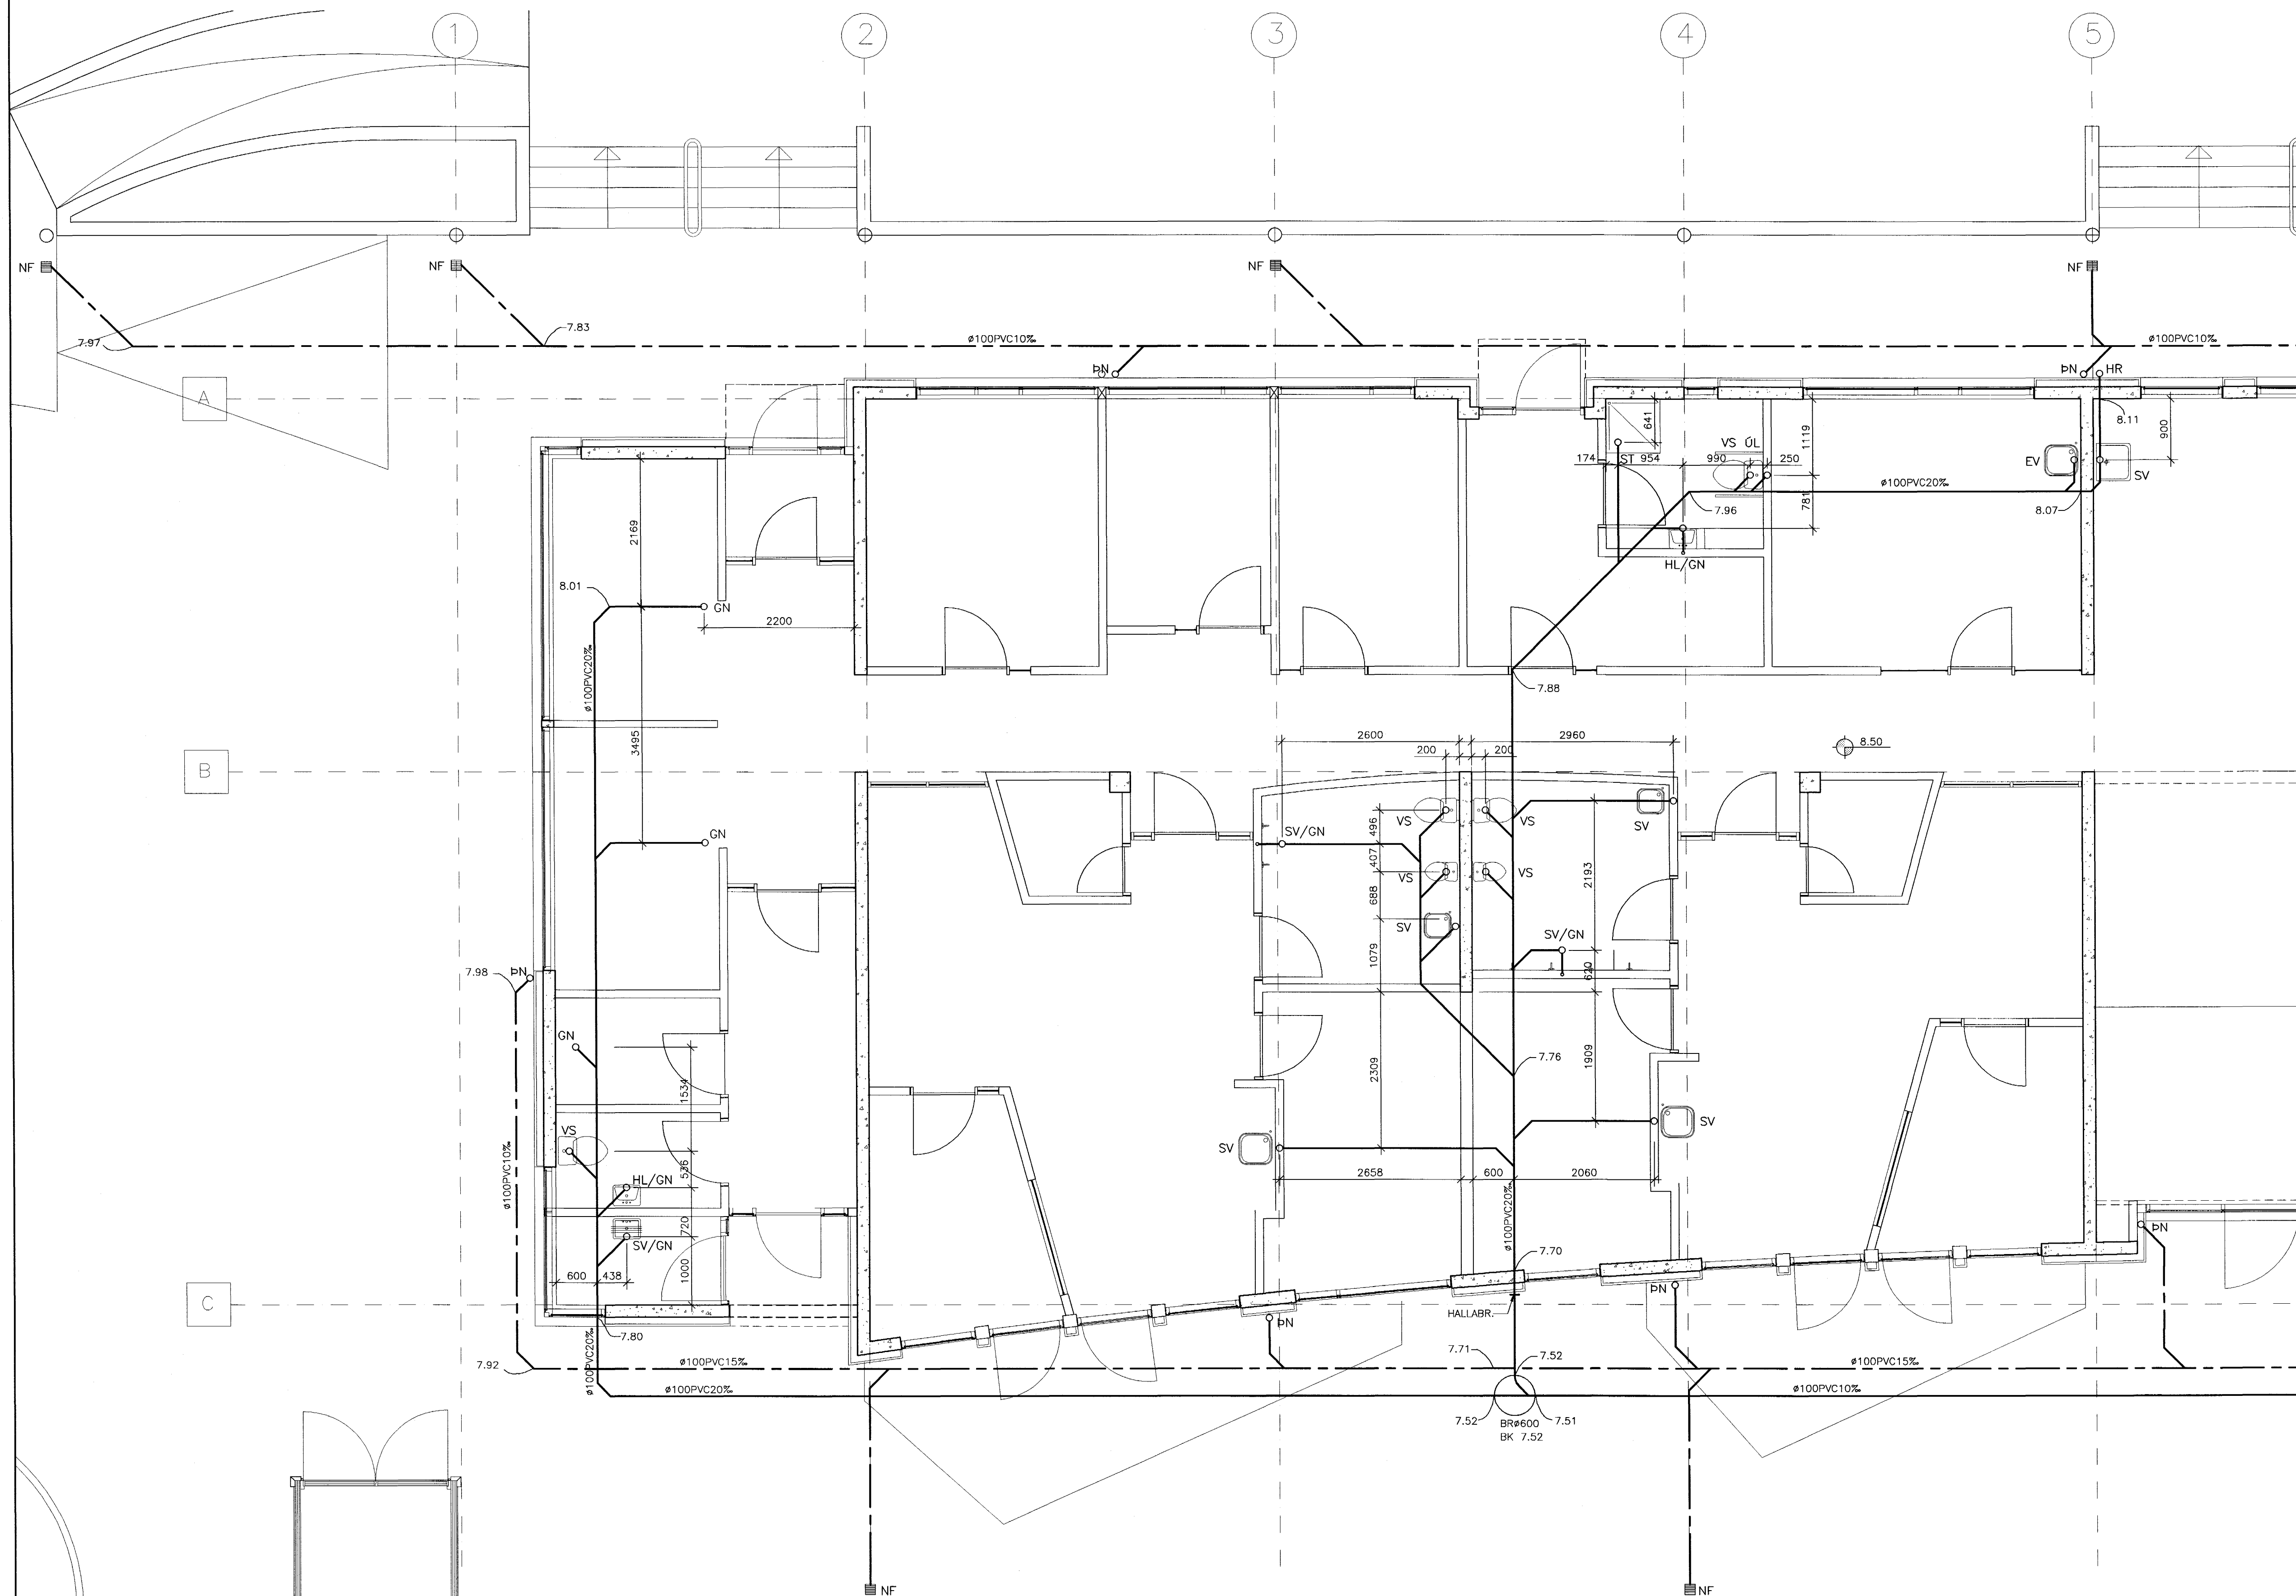 1 2 3 4 5
NF NF NF NF
7.97 7.83 ø100PVC10‰ ø100PVC10‰
ÞN ÞN HR
A
641 VS ÚL 1119 8.11 900
174 ST 954 990 250 EV SV
ø100PVC20‰
7.96 781 8.07
2169
HL/GN
8.01 GN
2200
ø100PVC20‰
7.88
3495
2600 2960 8.50
200 200
B
VS VS SV
496
GN SV/GN
407
VS VS
688 2193
SV SV/GN
1079 620
7.98 ÞN
GN
7.76
1534 2309 1909
VS SV SV
ø100PVC10‰
536
HL/GN 2658 600 2060
720 ø100PVC20‰ ÞN
SV/GN
7.70
600 438 1000
ÞN
C
HALLABR.
ÞN
7.80
ø100PVC20‰
7.92 ø100PVC15‰ 7.71 7.52 ø100PVC15‰
ø100PVC20‰ ø100PVC10‰
7.52 BRø600 7.51
BK 7.52
NF NF